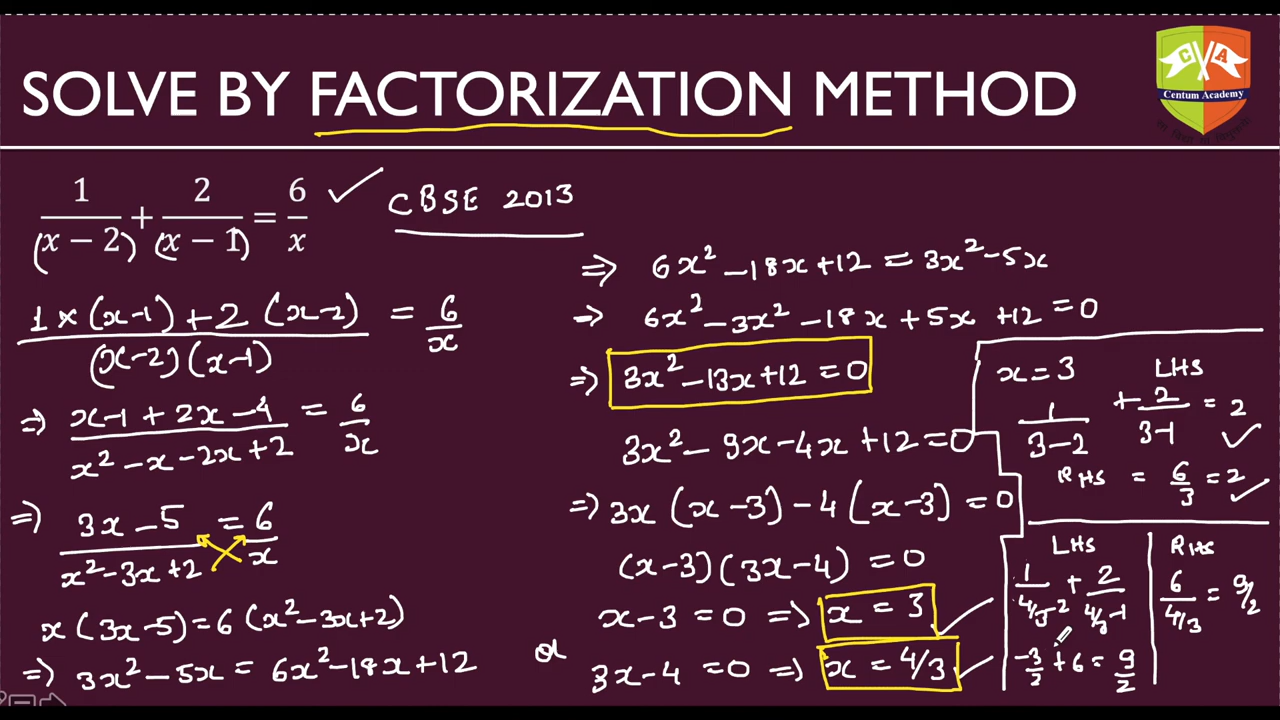 SOLVE BY FACTORIZATION METHOD
C A
Centum Academy
1/(x − 2) + 2/(x − 1) = 6/x
CBSE 2013
(1 × (x-1) + 2 (x-2))/((x-2)(x-1)) = 6/x
⇒ (x-1 + 2x - 4)/(x² - x - 2x + 2) = 6/x
⇒ (3x - 5)/(x² - 3x + 2) = 6/x
x (3x-5) = 6 (x² - 3x + 2)
⇒ 3x² - 5x = 6x² - 18x + 12
⇒ 6x² - 18x + 12 = 3x² - 5x
⇒ 6x² - 3x² - 18x + 5x + 12 = 0
⇒ 3x² - 13x + 12 = 0
3x² - 9x - 4x + 12 = 0
⇒ 3x (x-3) - 4 (x-3) = 0
(x-3)(3x-4) = 0
x-3 = 0 ⇒ x = 3
or
3x-4 = 0 ⇒ x = 4/3
x = 3 LHS
1/(3-2) + 2/(3-1) = 2
RHS = 6/3 = 2
LHS
1/(4/3-2) + 2/(4/3-1)
-3/2 + 6 = 9/2
RHS
6/(4/3) = 9/2